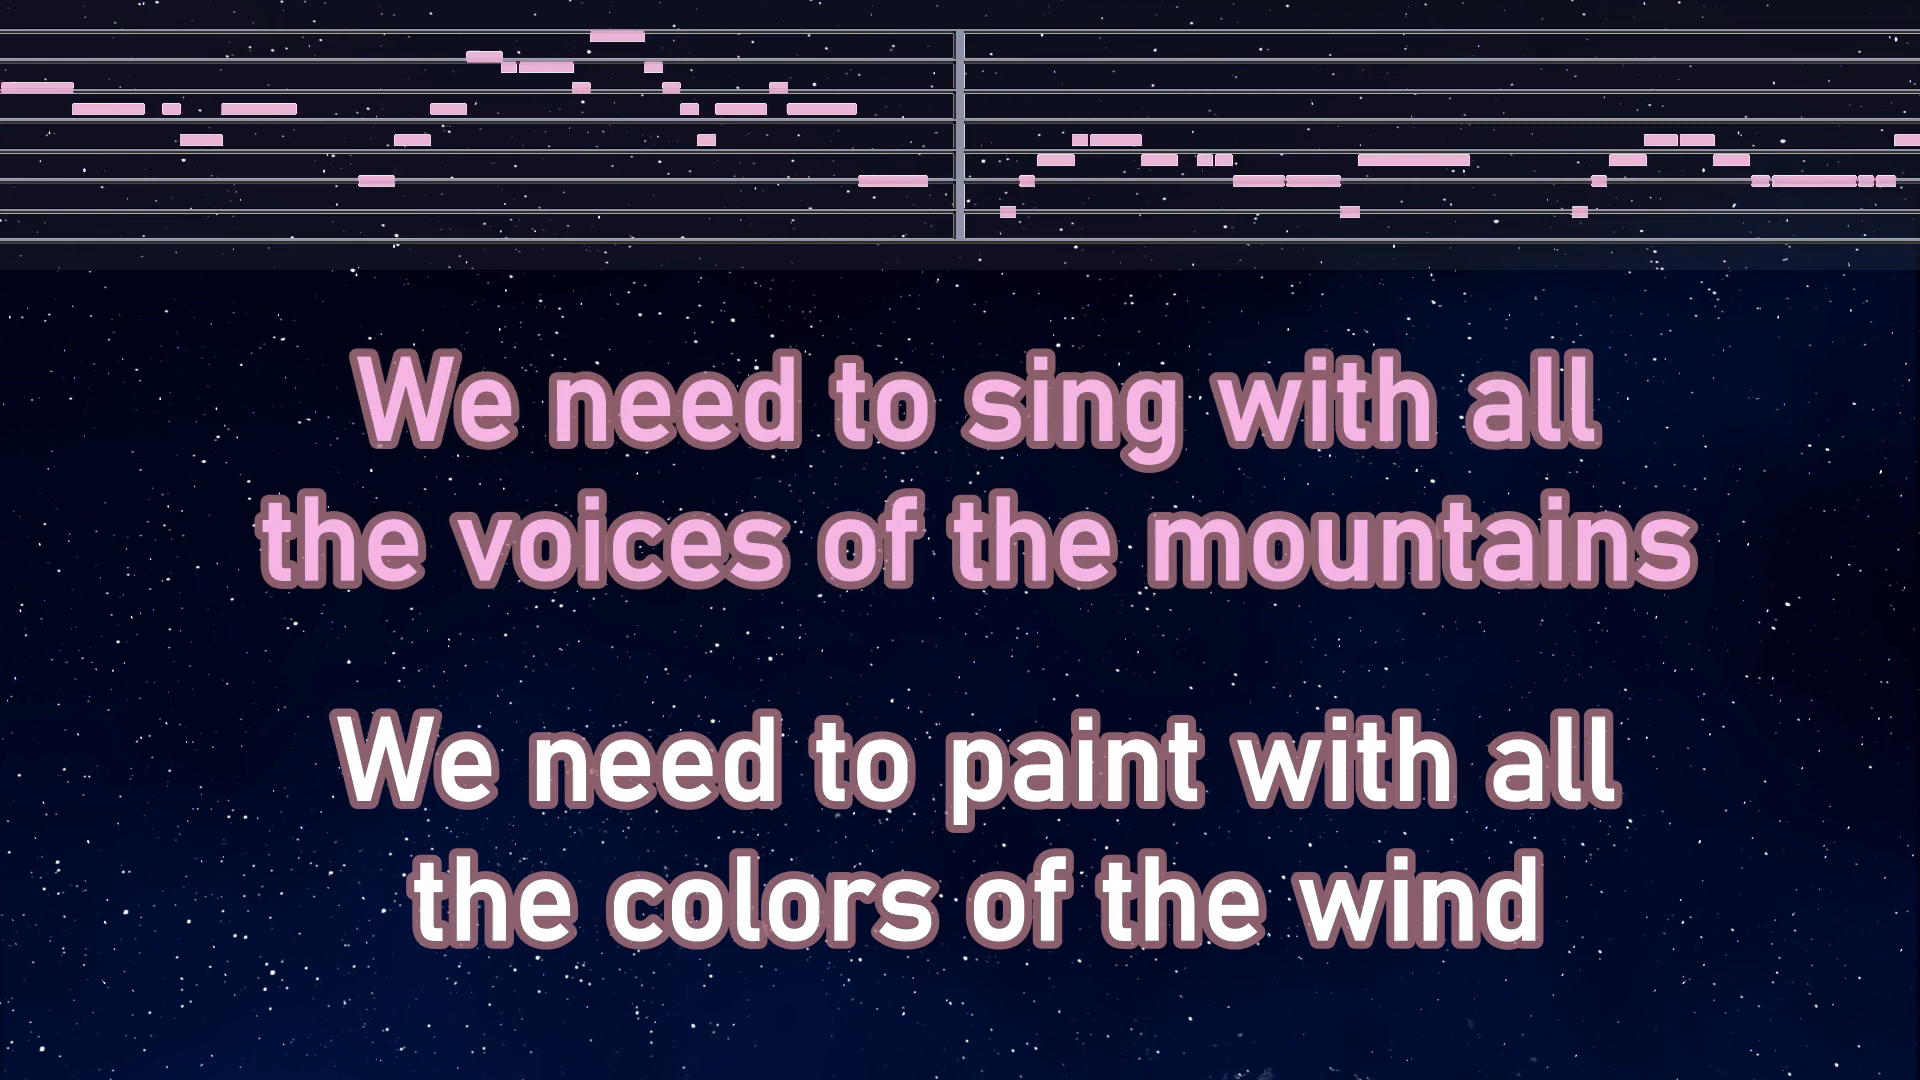 We need to sing with all
the voices of the mountains
We need to paint with all
the colors of the wind